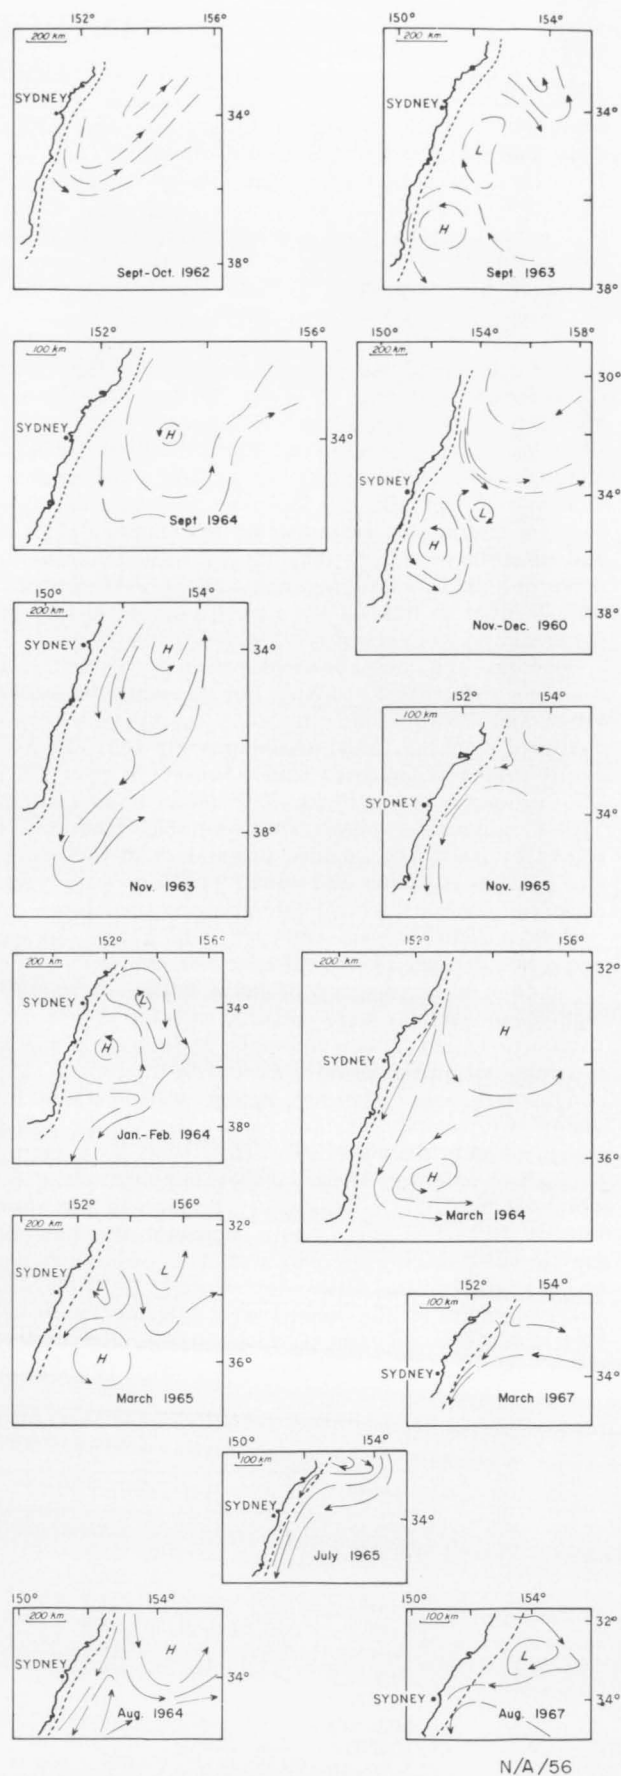 152° 156°
200 km
SYDNEY
34°
38°
Sept-Oct. 1962
150° 154°
200 km
SYDNEY
34°
L
H
Sept. 1963
38°
152° 156°
100 km
SYDNEY
H
34°
Sept 1964
150° 154° 158°
200 km
30°
SYDNEY
34°
L
H
38°
Nov.-Dec. 1960
150° 154°
200 km
SYDNEY
H
34°
38°
Nov. 1963
152° 154°
100 km
SYDNEY
34°
Nov. 1965
152° 156°
200 km
SYDNEY
L
34°
H
38°
Jan.-Feb. 1964
152° 156°
200 km
32°
H
SYDNEY
H
36°
March 1964
152° 156°
200 km
32°
SYDNEY
L
L
H
36°
March 1965
152° 154°
100 km
SYDNEY
34°
March 1967
150° 154°
100 km
SYDNEY
34°
July 1965
150° 154°
200 km
H
SYDNEY
34°
Aug. 1964
150° 154°
100 km
32°
L
SYDNEY
34°
Aug. 1967
N/A/56